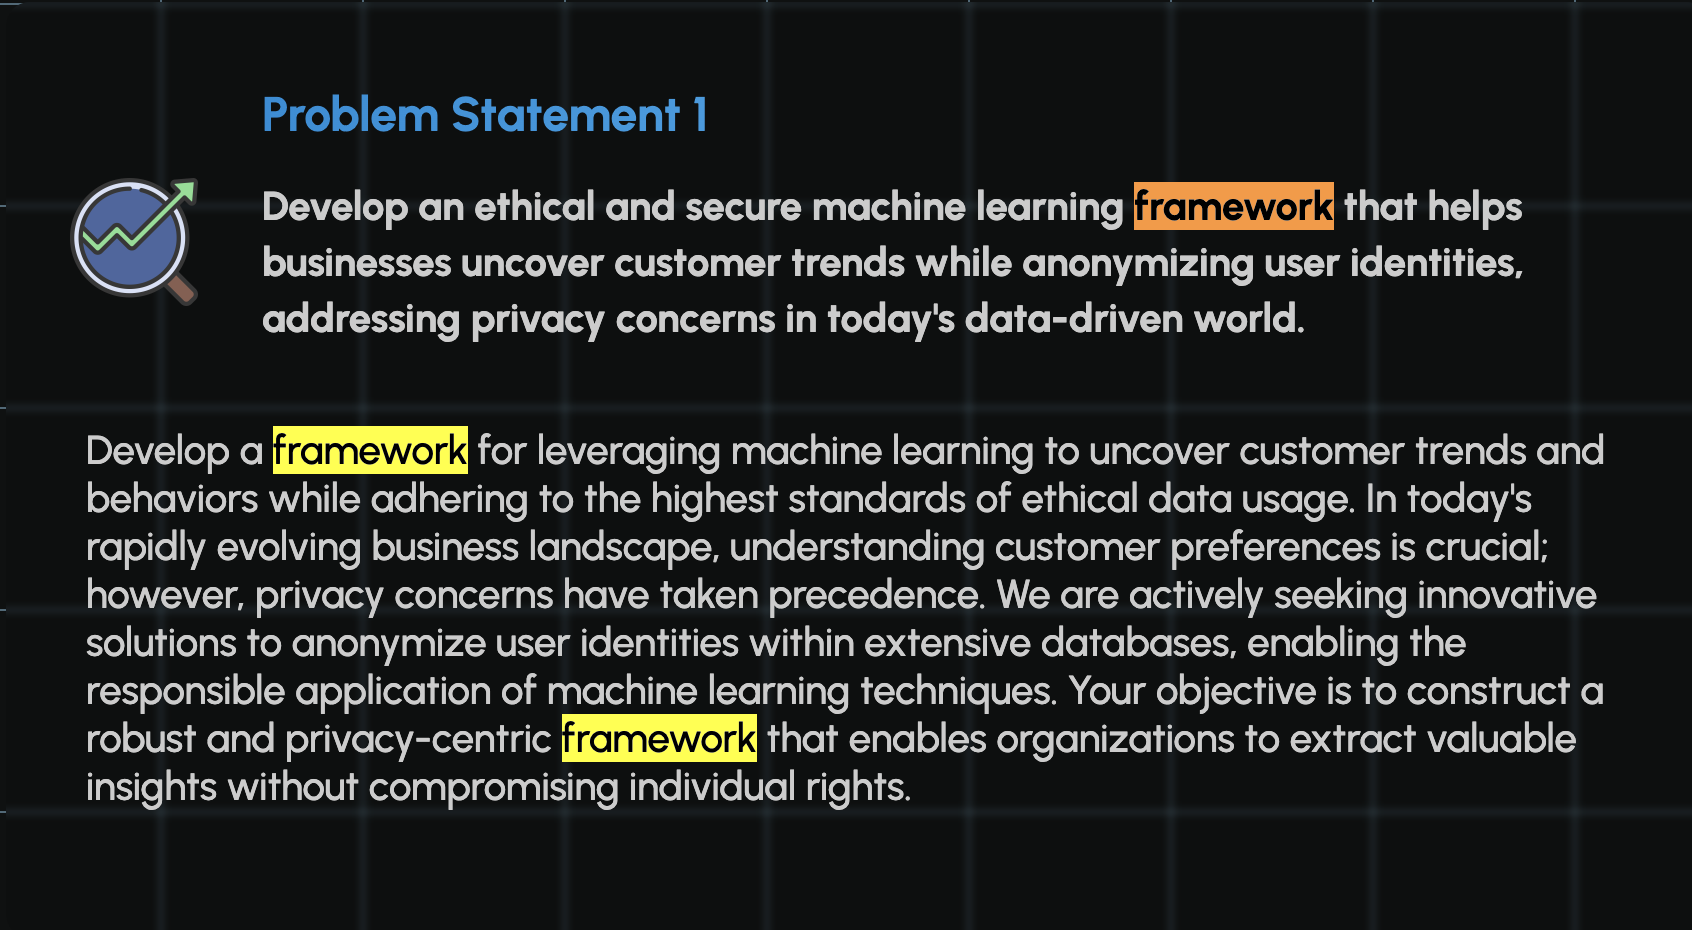 Problem Statement 1
Develop an ethical and secure machine learning framework that helps
businesses uncover customer trends while anonymizing user identities,
addressing privacy concerns in today's data-driven world.
Develop a framework for leveraging machine learning to uncover customer trends and
behaviors while adhering to the highest standards of ethical data usage. In today's
rapidly evolving business landscape, understanding customer preferences is crucial;
however, privacy concerns have taken precedence. We are actively seeking innovative
solutions to anonymize user identities within extensive databases, enabling the
responsible application of machine learning techniques. Your objective is to construct a
robust and privacy-centric framework that enables organizations to extract valuable
insights without compromising individual rights.